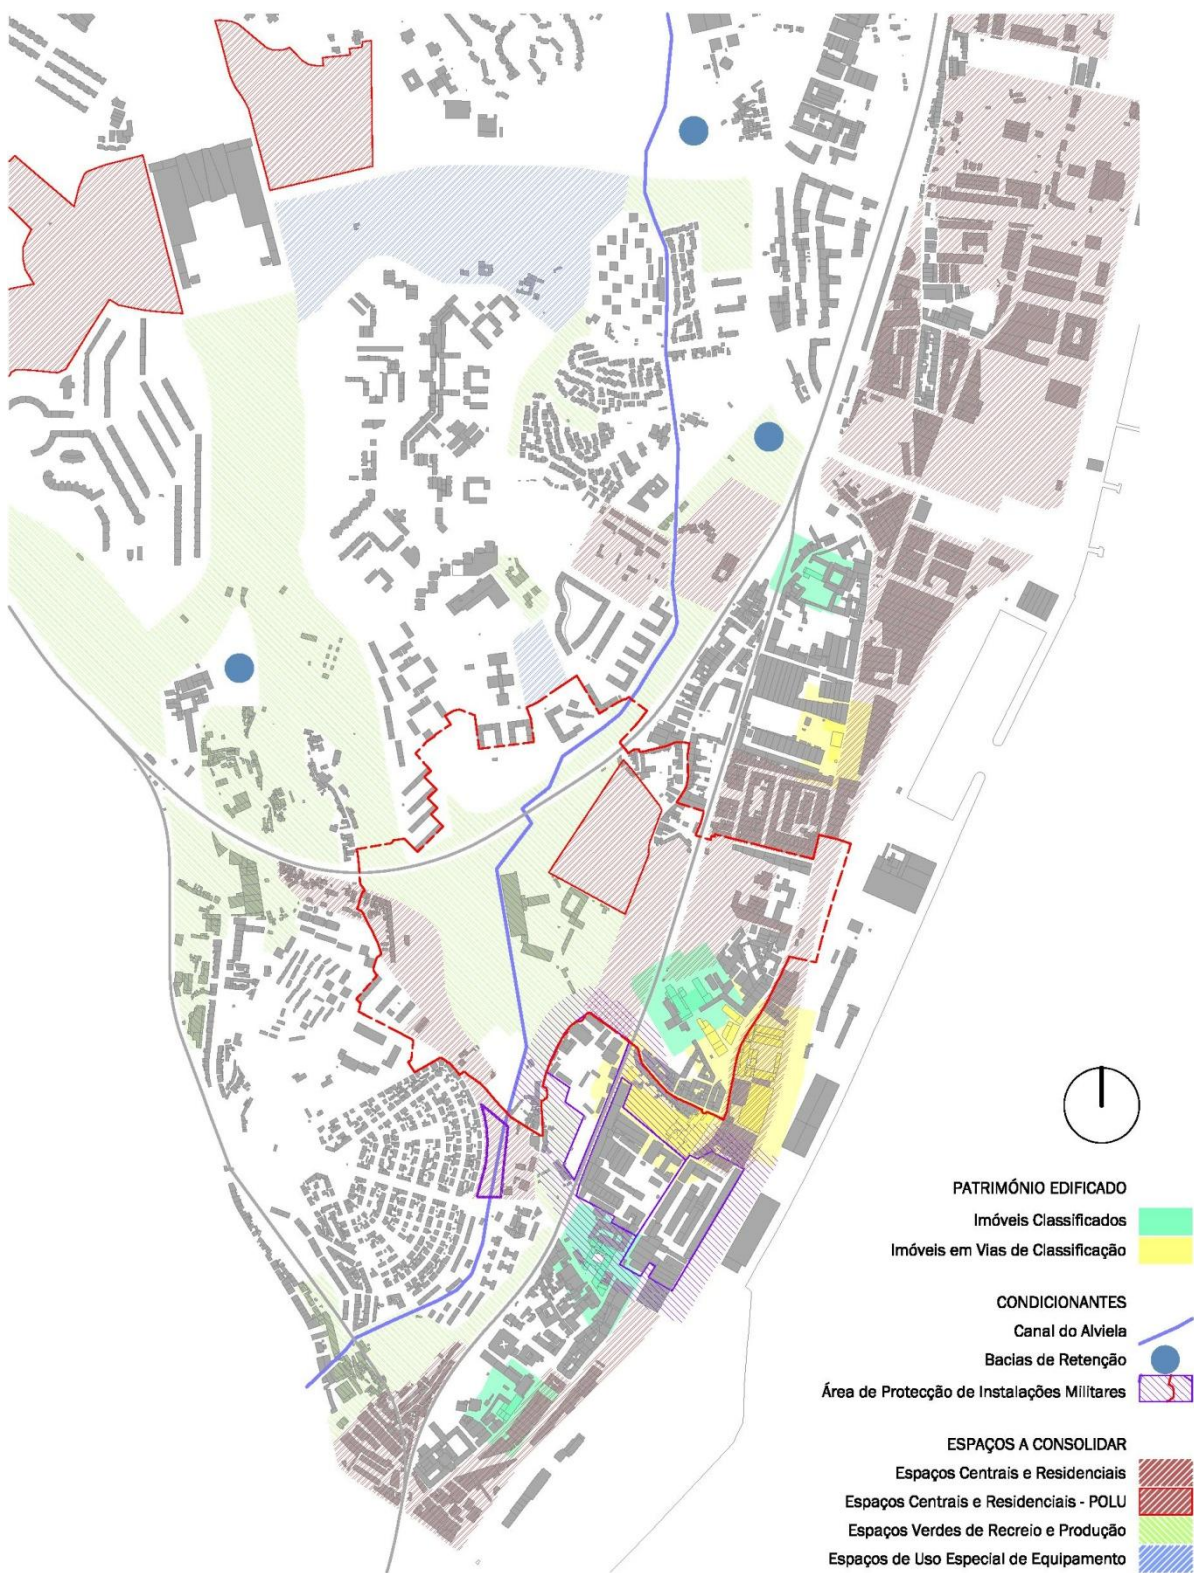 PATRIMÓNIO EDIFICADO
Imóveis Classificados
Imóveis em Vias de Classificação
CONDICIONANTES
Canal do Alviela
Bacias de Retenção
Área de Protecção de Instalações Militares
ESPAÇOS A CONSOLIDAR
Espaços Centrais e Residenciais
Espaços Centrais e Residenciais - POLU
Espaços Verdes de Recreio e Produção
Espaços de Uso Especial de Equipamento